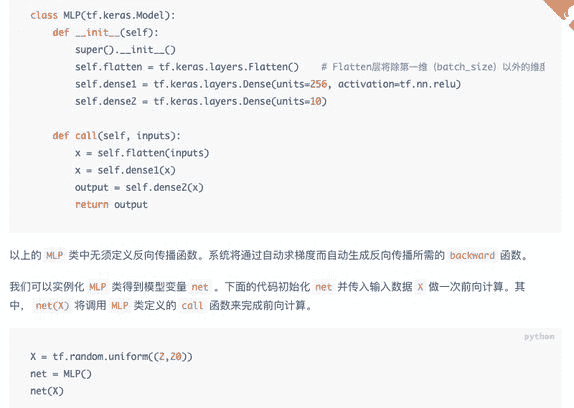 class MLP(tf.keras.Model):
def __init__(self):
super().__init__()
self.flatten = tf.keras.layers.Flatten() # Flatten层将除第一维（batch_size）以外的维度
self.dense1 = tf.keras.layers.Dense(units=256, activation=tf.nn.relu)
self.dense2 = tf.keras.layers.Dense(units=10)
def call(self, inputs):
x = self.flatten(inputs)
x = self.dense1(x)
output = self.dense2(x)
return output
以上的 MLP 类中无须定义反向传播函数。系统将通过自动求梯度而自动生成反向传播所需的 backward 函数。
我们可以实例化 MLP 类得到模型变量 net 。下面的代码初始化 net 并传入输入数据 X 做一次前向计算。其
中， net(X) 将调用 MLP 类定义的 call 函数来完成前向计算。
python
X = tf.random.uniform((2,20))
net = MLP()
net(X)